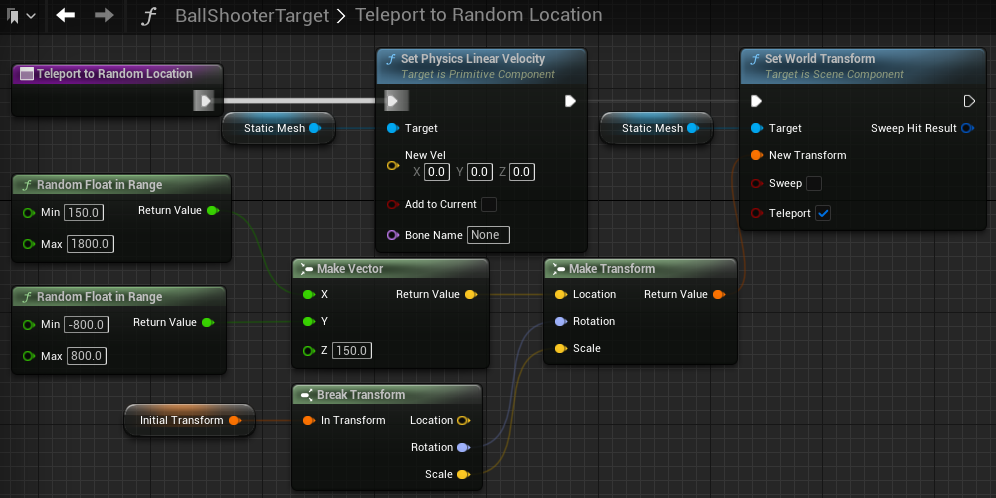 BallShooterTarget > Teleport to Random Location
Teleport to Random Location
Set Physics Linear Velocity
Target is Primitive Component
Static Mesh
Target
New Vel
X 0.0 Y 0.0 Z 0.0
Add to Current
Bone Name None
Static Mesh
Set World Transform
Target is Scene Component
Target Sweep Hit Result
New Transform
Sweep
Teleport
Random Float in Range
Min 150.0 Return Value
Max 1800.0
Random Float in Range
Min -800.0 Return Value
Max 800.0
Make Vector
X Return Value
Y
Z 150.0
Make Transform
Location Return Value
Rotation
Scale
Initial Transform
Break Transform
In Transform Location
Rotation
Scale